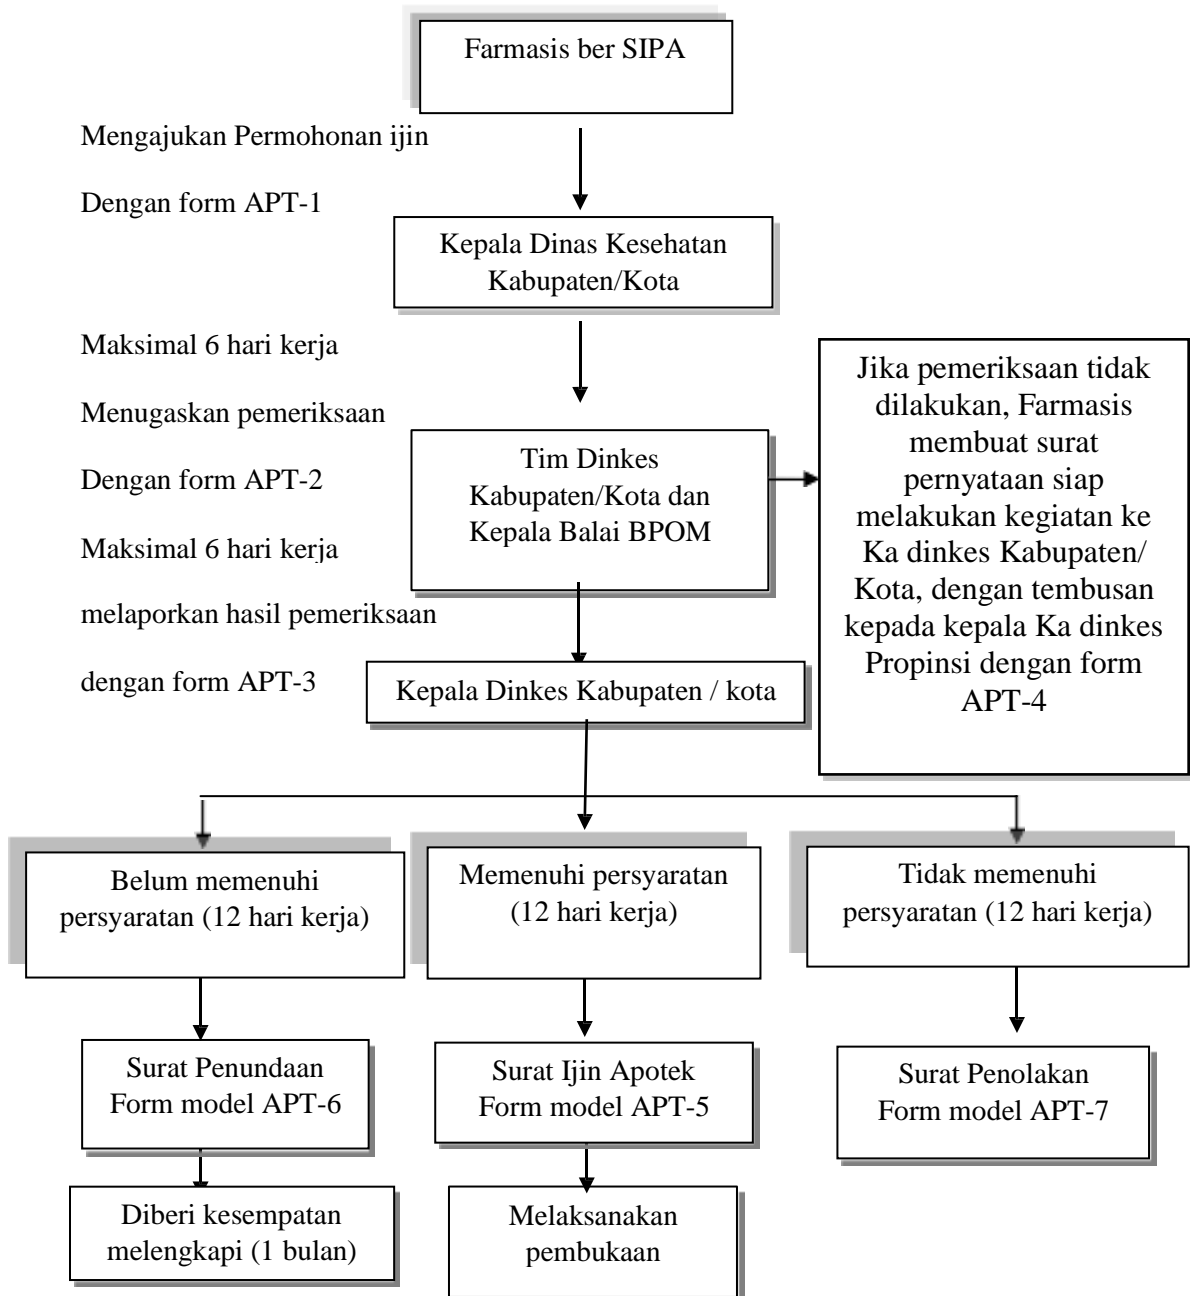 Farmasis ber SIPA
Mengajukan Permohonan ijin
Dengan form APT-1
Kepala Dinas Kesehatan
Kabupaten/Kota
Maksimal 6 hari kerja
Menugaskan pemeriksaan
Dengan form APT-2
Maksimal 6 hari kerja
melaporkan hasil pemeriksaan
dengan form APT-3
Tim Dinkes
Kabupaten/Kota dan
Kepala Balai BPOM
Jika pemeriksaan tidak
dilakukan, Farmasis
membuat surat
pernyataan siap
melakukan kegiatan ke
Ka dinkes Kabupaten/
Kota, dengan tembusan
kepada kepala Ka dinkes
Propinsi dengan form
APT-4
Kepala Dinkes Kabupaten / kota
Belum memenuhi
persyaratan (12 hari kerja)
Memenuhi persyaratan
(12 hari kerja)
Tidak memenuhi
persyaratan (12 hari kerja)
Surat Penundaan
Form model APT-6
Surat Ijin Apotek
Form model APT-5
Surat Penolakan
Form model APT-7
Diberi kesempatan
melengkapi (1 bulan)
Melaksanakan
pembukaan